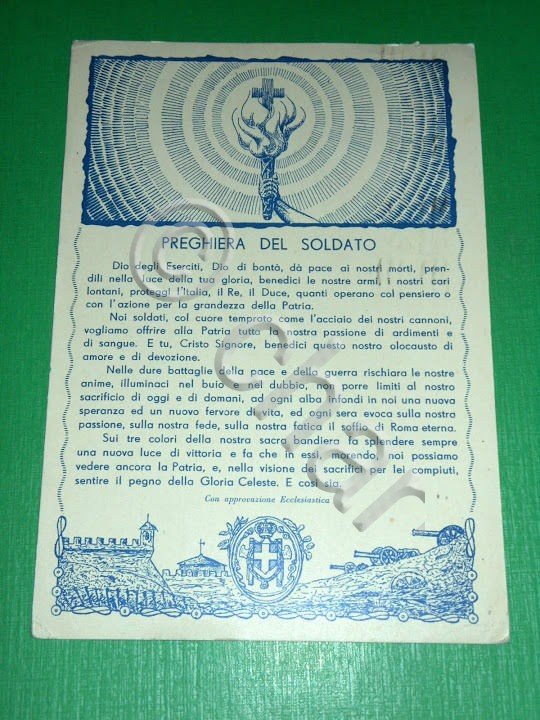 PREGHIERA DEL SOLDATO
Dio degli Eserciti, Dio di bontà, dà pace ai nostri morti, pren-
dili nella luce della tua gloria, benedici le nostre armi, i nostri cari
lontani, proteggi l'Italia, il Re, il Duce, quanti operano col pensiero o
con l'azione per la grandezza della Patria.
Noi soldati, col cuore temprato come l'acciaio dei nostri cannoni,
vogliamo offrire alla Patria tutta la nostra passione di ardimenti e
di sangue. E tu, Cristo Signore, benedici questo nostro olocausto di
amore e di devozione.
Nelle dure battaglie della pace e della guerra rischiara le nostre
anime, illuminaci nel buio e nel dubbio, non porre limiti al nostro
sacrificio di oggi e di domani, ad ogni alba infondi in noi una nuova
speranza ed un nuovo fervore di vita, ed ogni sera evoca sulla nostra
passione, sulla nostra fede, sulla nostra fatica il soffio di Roma eterna.
Sui tre colori della nostra sacra bandiera fa splendere sempre
una nuova luce di vittoria e fa che in essi, morendo, noi possiamo
vedere ancora la Patria, e, nella visione dei sacrifici per lei compiuti,
sentire il pegno della Gloria Celeste. E così sia.
Con approvazione Ecclesiastica
© chiar